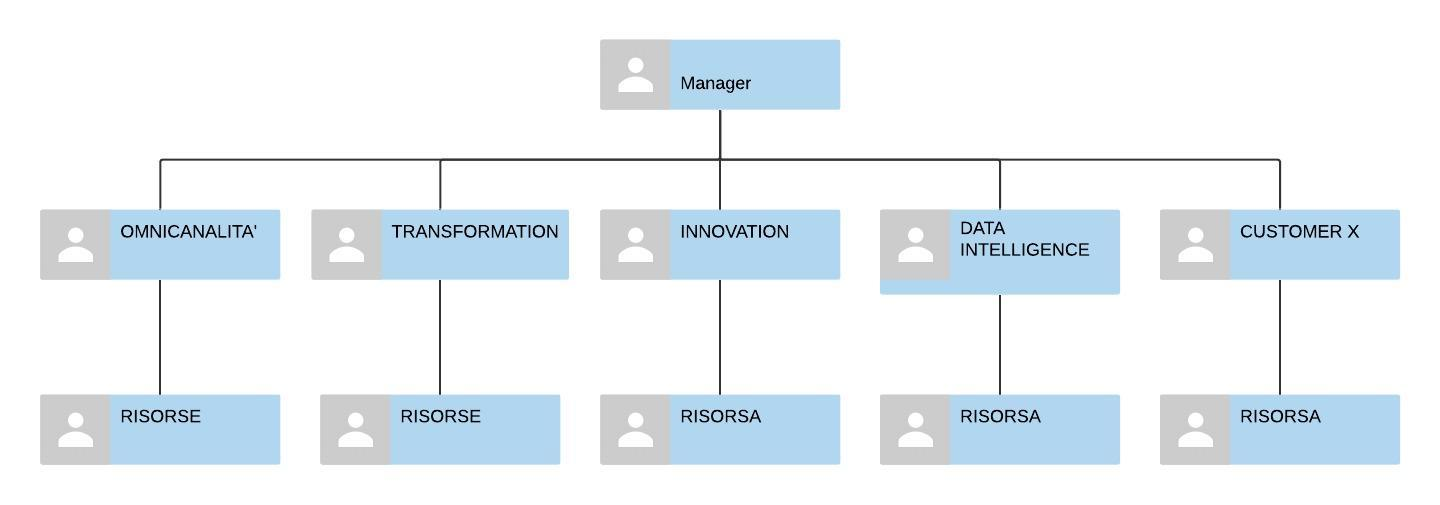 Manager
OMNICANALITA'
TRANSFORMATION
INNOVATION
DATA
INTELLIGENCE
CUSTOMER X
RISORSE
RISORSE
RISORSA
RISORSA
RISORSA